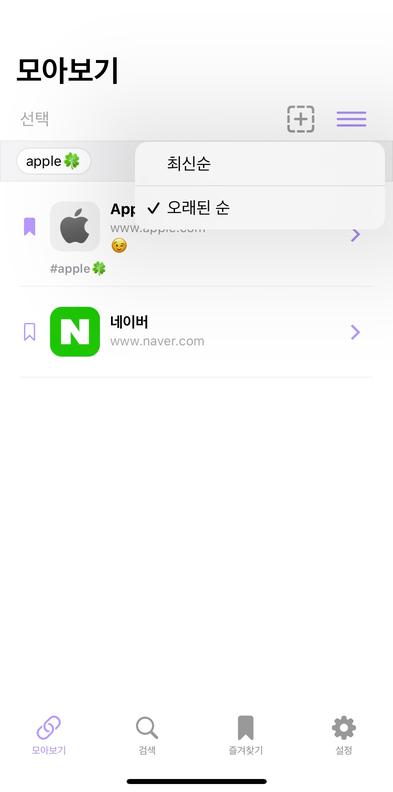 모아보기
선택
apple🍀
최신순
✓ 오래된 순
App
www.apple.com
😉
#apple🍀
N
네이버
www.naver.com
모아보기
검색
즐겨찾기
설정